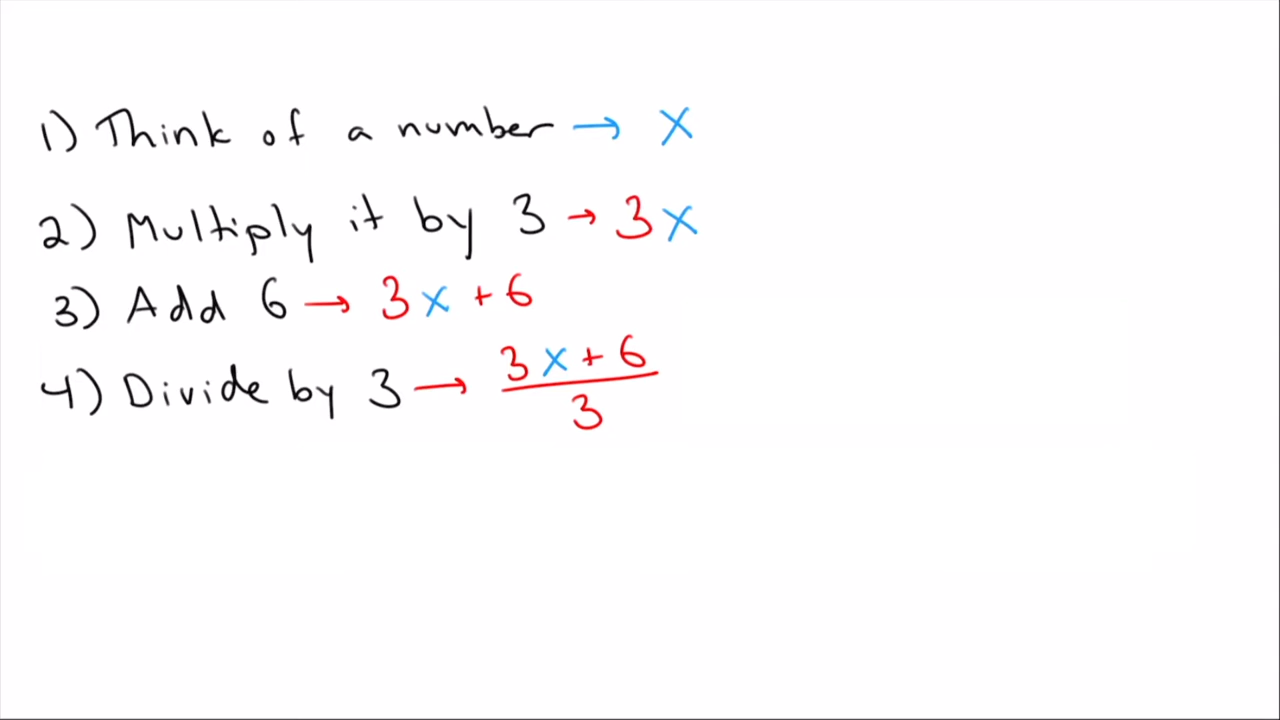 1) Think of a number → x
2) Multiply it by 3 → 3x
3) Add 6 → 3x + 6
4) Divide by 3 → 3x + 6
3